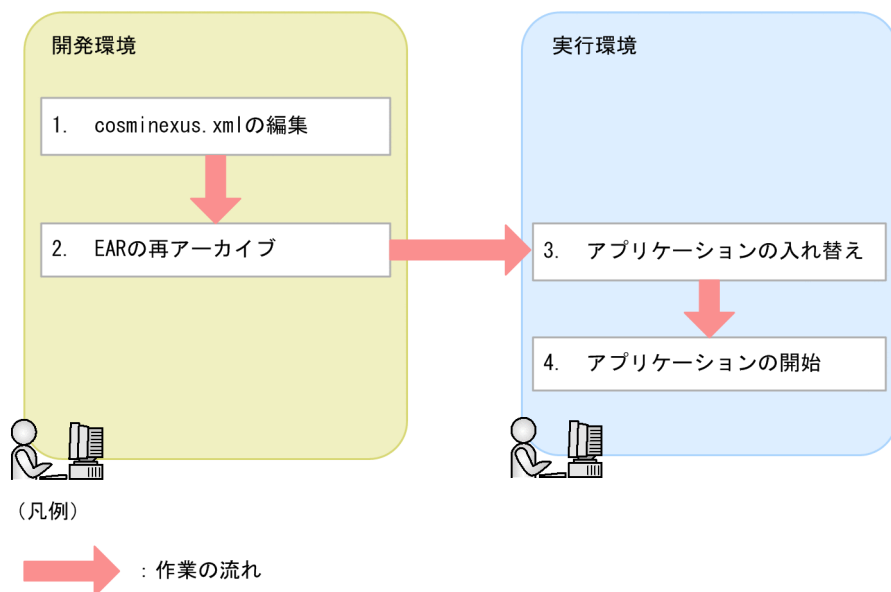 開発環境
1. cosminexus.xmlの編集
2. EARの再アーカイブ
実行環境
3. アプリケーションの入れ替え
4. アプリケーションの開始
(凡例)
：作業の流れ